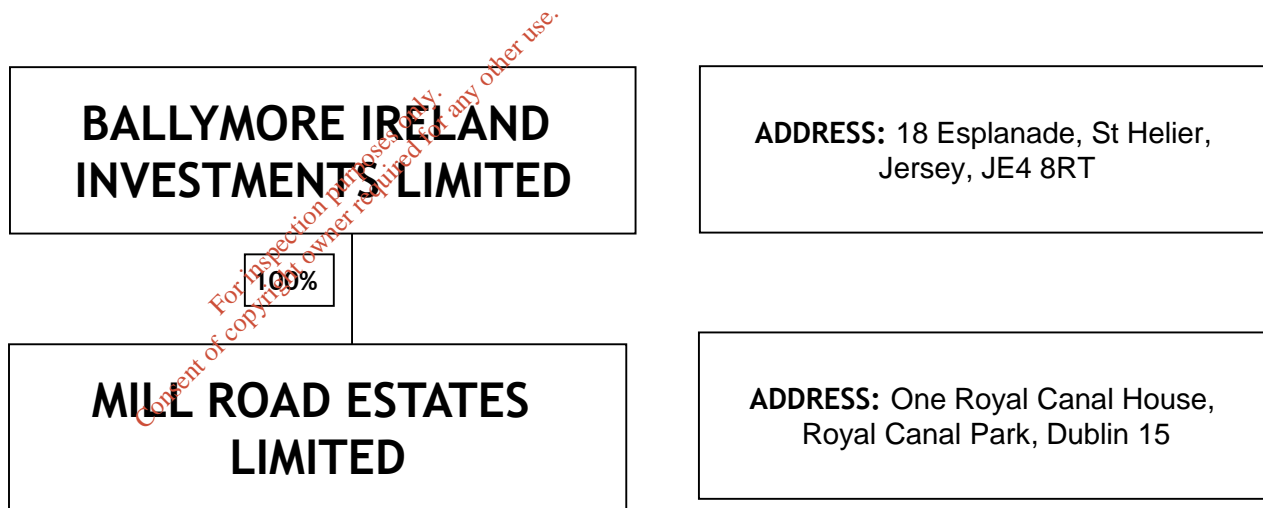 BALLYMORE IRELAND
INVESTMENTS LIMITED
ADDRESS: 18 Esplanade, St Helier,
Jersey, JE4 8RT
100%
MILL ROAD ESTATES
LIMITED
ADDRESS: One Royal Canal House,
Royal Canal Park, Dublin 15
For inspection purposes only.
Consent of copyright owner required for any other use.